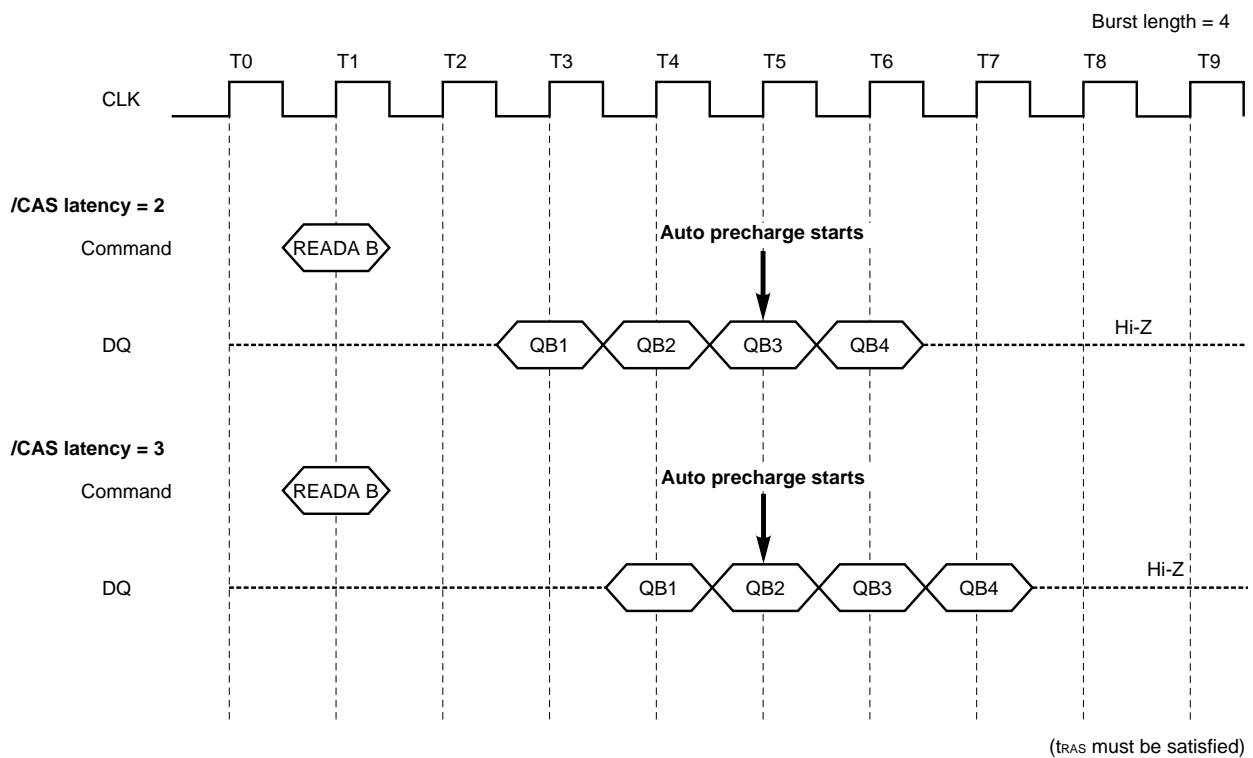 Burst length = 4
T0 T1 T2 T3 T4 T5 T6 T7 T8 T9
CLK
/CAS latency = 2
Command READA B Auto precharge starts
DQ QB1 QB2 QB3 QB4 Hi-Z
/CAS latency = 3
Command READA B Auto precharge starts
DQ QB1 QB2 QB3 QB4 Hi-Z
(tRAS must be satisfied)